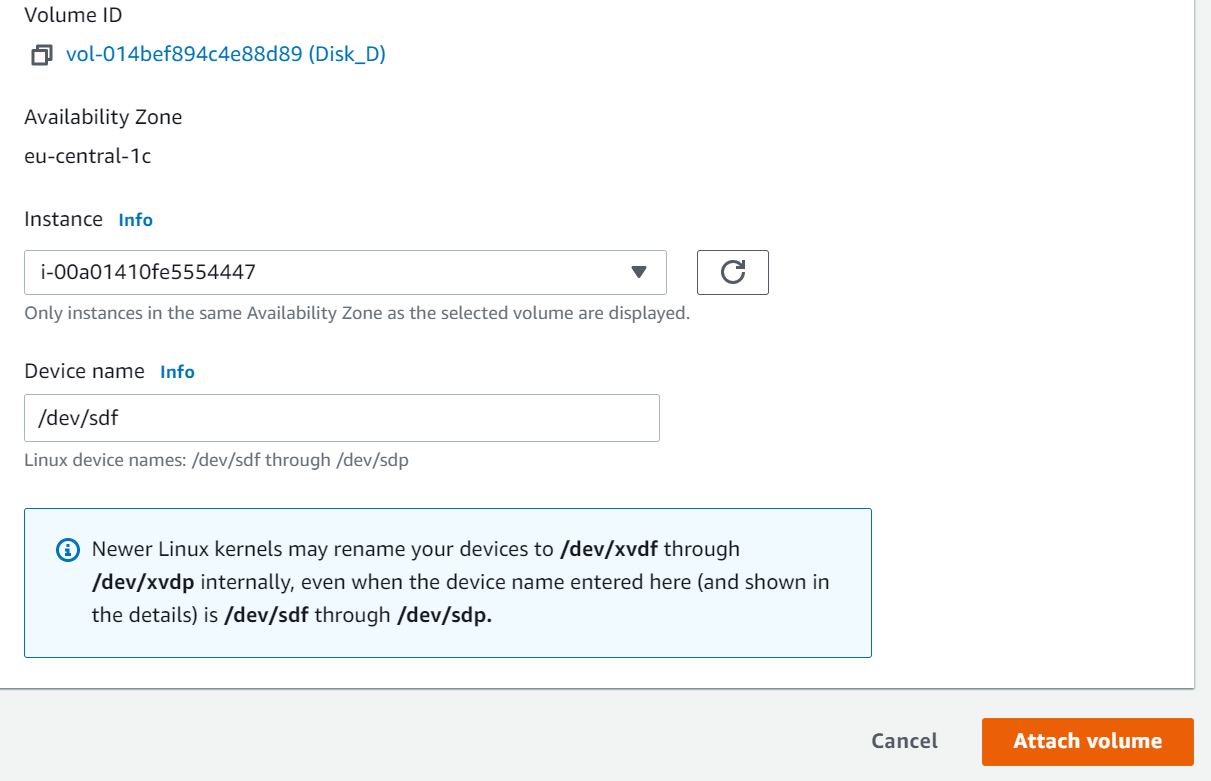 Volume ID
vol-014bef894c4e88d89 (Disk_D)
Availability Zone
eu-central-1c
Instance Info
i-00a01410fe5554447
Only instances in the same Availability Zone as the selected volume are displayed.
Device name Info
/dev/sdf
Linux device names: /dev/sdf through /dev/sdp
Newer Linux kernels may rename your devices to /dev/xvdf through
/dev/xvdp internally, even when the device name entered here (and shown in
the details) is /dev/sdf through /dev/sdp.
Cancel Attach volume